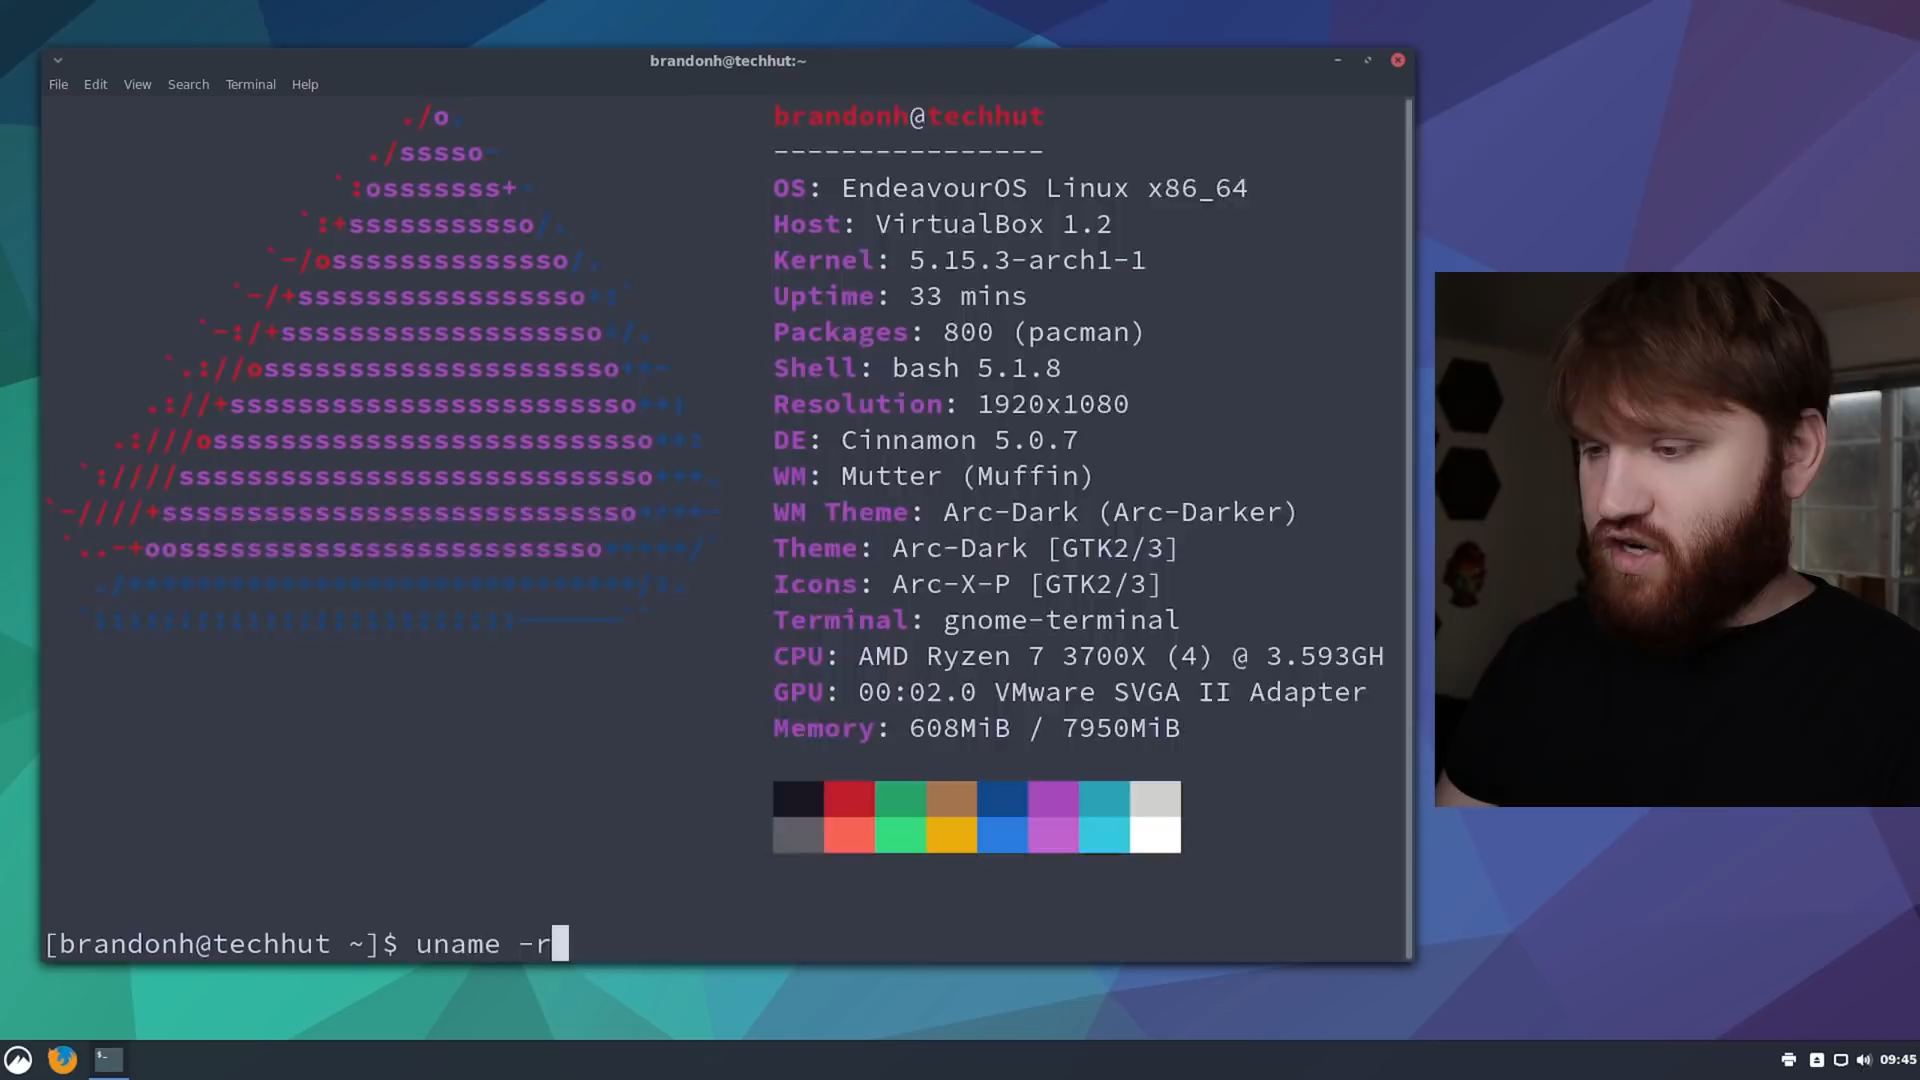 brandonh@techhut:~
File Edit View Search Terminal Help
brandonh@techhut
----------------
OS: EndeavourOS Linux x86_64
Host: VirtualBox 1.2
Kernel: 5.15.3-arch1-1
Uptime: 33 mins
Packages: 800 (pacman)
Shell: bash 5.1.8
Resolution: 1920x1080
DE: Cinnamon 5.0.7
WM: Mutter (Muffin)
WM Theme: Arc-Dark (Arc-Darker)
Theme: Arc-Dark [GTK2/3]
Icons: Arc-X-P [GTK2/3]
Terminal: gnome-terminal
CPU: AMD Ryzen 7 3700X (4) @ 3.593GH
GPU: 00:02.0 VMware SVGA II Adapter
Memory: 608MiB / 7950MiB
[brandonh@techhut ~]$ uname -r
09:45